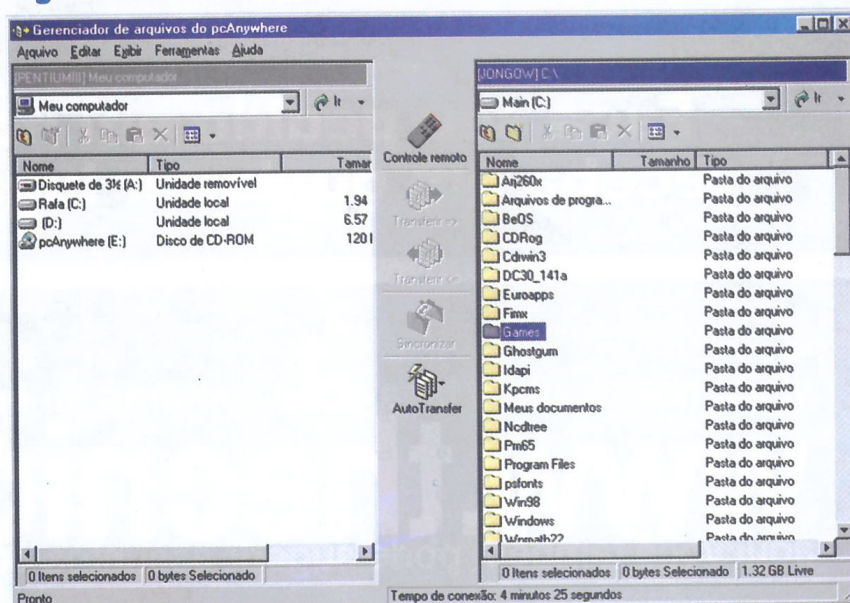 Gerenciador de arquivos do pcAnywhere
Arquivo Editar Exibir Ferramentas Ajuda
[PENTIUMIII] Meu computador
Meu computador
Ir
Nome Tipo Tamar
Disquete de 3½ (A:) Unidade removível
Rafa (C:) Unidade local 1.94
(D:) Unidade local 6.57
pcAnywhere (E:) Disco de CD-ROM 120
0 Itens selecionados 0 bytes Selecionado
Pronto
Controle remoto
Transferir =>
Transferir <=
Sincronizar
AutoTransfer
[JONGOW] C:\
Main (C:)
Ir
Nome Tamanho Tipo
Arj260x Pasta do arquivo
Arquivos de progra... Pasta do arquivo
BeOS Pasta do arquivo
CDRog Pasta do arquivo
Cdrwin3 Pasta do arquivo
DC30_141a Pasta do arquivo
Euroapps Pasta do arquivo
Fimx Pasta do arquivo
Games Pasta do arquivo
Ghostgum Pasta do arquivo
Idapi Pasta do arquivo
Kpcms Pasta do arquivo
Meus documentos Pasta do arquivo
Ncdtree Pasta do arquivo
Pm65 Pasta do arquivo
Program Files Pasta do arquivo
psfonts Pasta do arquivo
Win98 Pasta do arquivo
Windows Pasta do arquivo
Wpmath22 Pasta do arquivo
0 Itens selecionados 0 bytes Selecionado 1.32 GB Livre
Tempo de conexão: 4 minutos 25 segundos